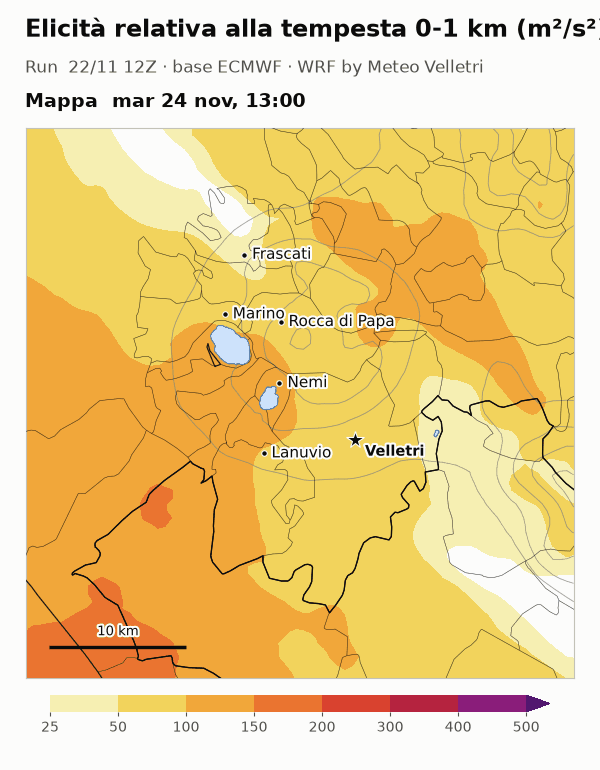 Elicità relativa alla tempesta 0-1 km (m²/s²)
Run 22/11 12Z · base ECMWF · WRF by Meteo Velletri
Mappa mar 24 nov, 13:00
Frascati
Marino
Rocca di Papa
Nemi
Velletri
Lanuvio
10 km
25 50 100 150 200 300 400 500